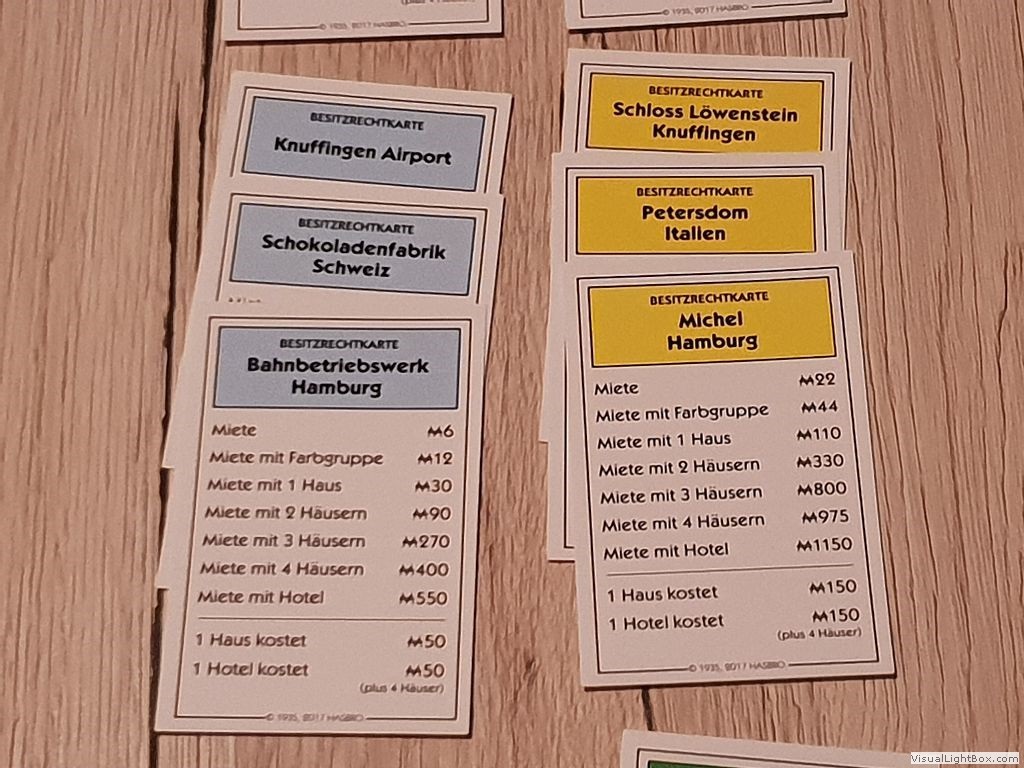 © 1935, 2017 HASBRO
© 1935, 2017 HASBRO
BESITZRECHTKARTE
Knuffingen Airport
BESITZRECHTKARTE
Schokoladenfabrik
Schweiz
BESITZRECHTKARTE
Bahnbetriebswerk
Hamburg
Miete M6
Miete mit Farbgruppe M12
Miete mit 1 Haus M30
Miete mit 2 Häusern M90
Miete mit 3 Häusern M270
Miete mit 4 Häusern M400
Miete mit Hotel M550
1 Haus kostet M50
1 Hotel kostet M50
(plus 4 Häuser)
© 1935, 2017 HASBRO
BESITZRECHTKARTE
Schloss Löwenstein
Knuffingen
BESITZRECHTKARTE
Petersdom
Italien
BESITZRECHTKARTE
Michel
Hamburg
Miete M22
Miete mit Farbgruppe M44
Miete mit 1 Haus M110
Miete mit 2 Häusern M330
Miete mit 3 Häusern M800
Miete mit 4 Häusern M975
Miete mit Hotel M1150
1 Haus kostet M150
1 Hotel kostet M150
(plus 4 Häuser)
© 1935, 2017 HASBRO
VisualLightBox.com